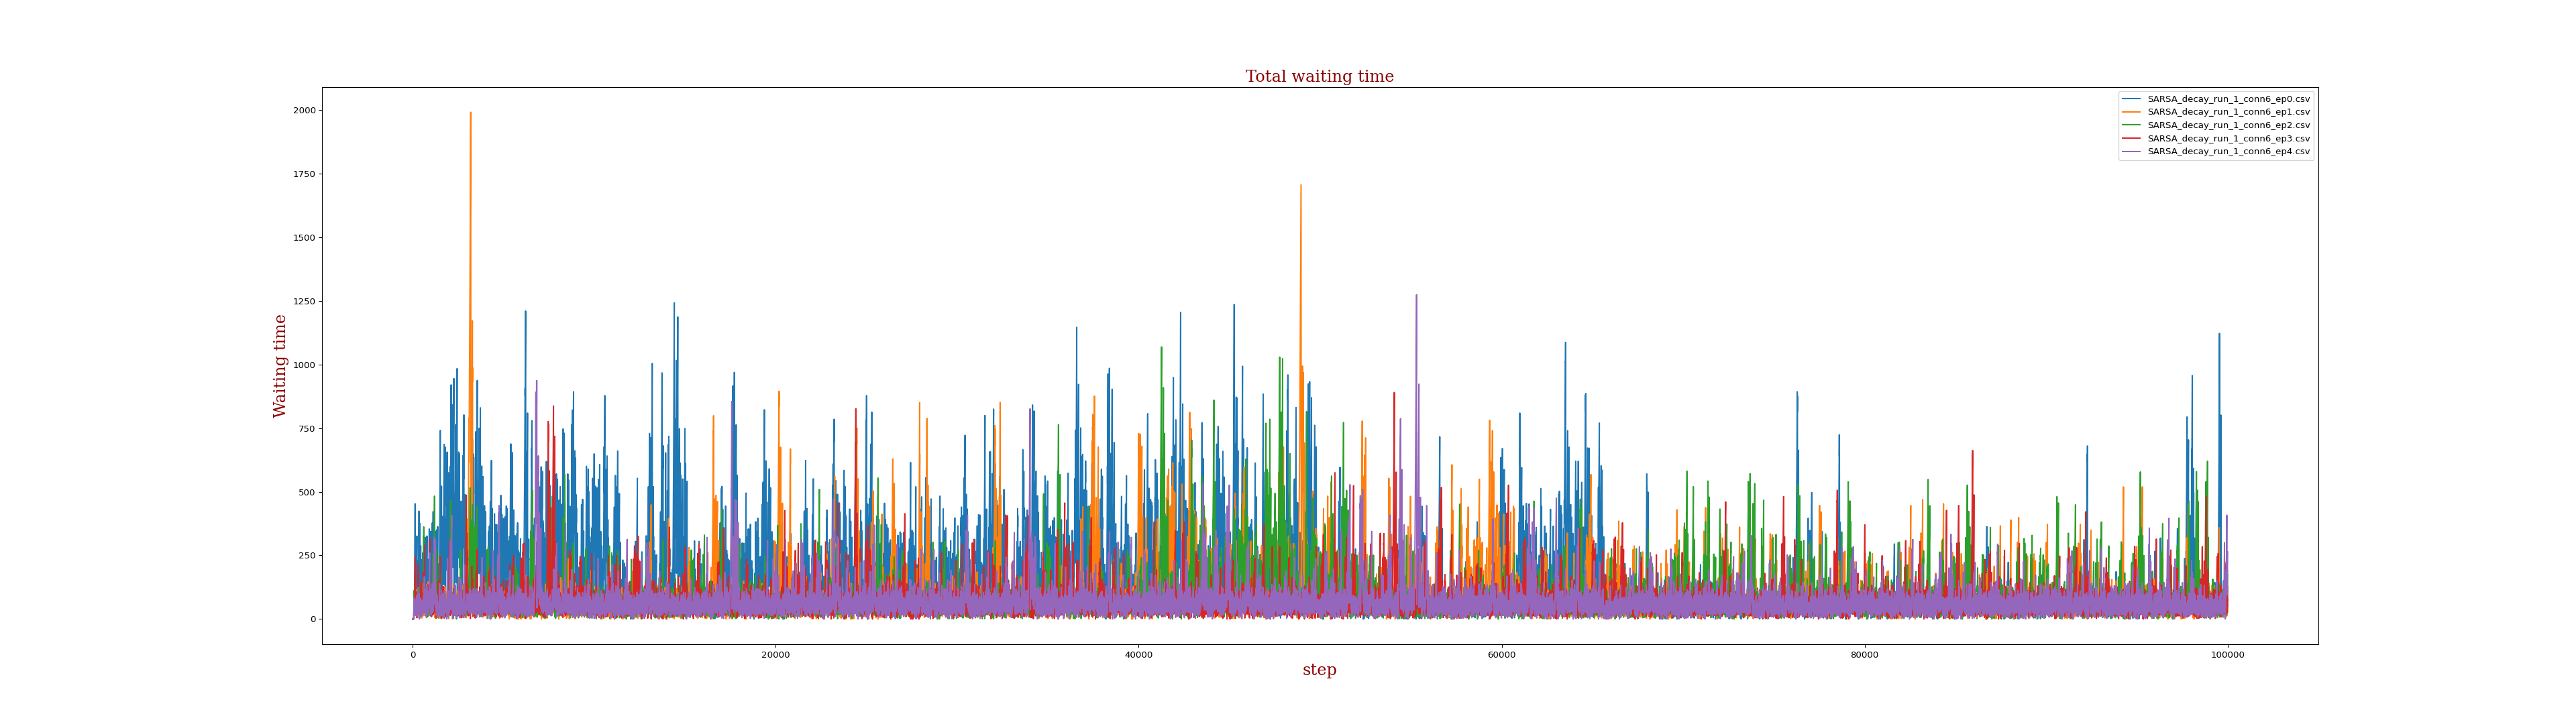 Total waiting time
SARSA_decay_run_1_conn6_ep0.csv
SARSA_decay_run_1_conn6_ep1.csv
SARSA_decay_run_1_conn6_ep2.csv
SARSA_decay_run_1_conn6_ep3.csv
SARSA_decay_run_1_conn6_ep4.csv
Waiting time
2000
1750
1500
1250
1000
750
500
250
0
0
20000
40000
60000
80000
100000
step